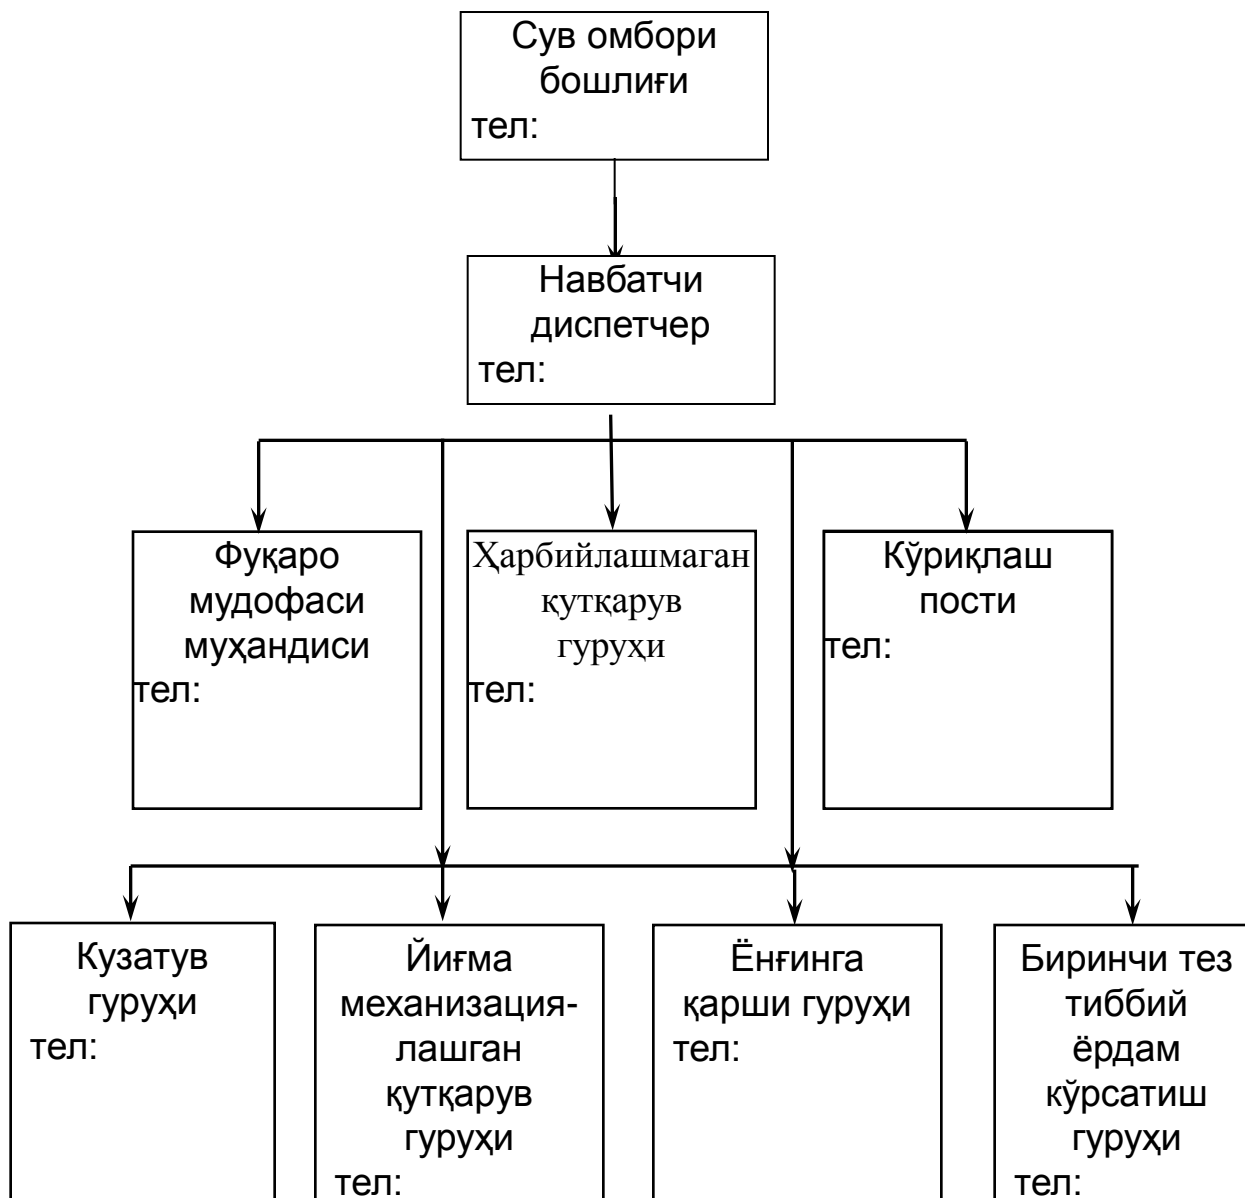 Сув омбори
бошлиғи
тел:
Навбатчи
диспетчер
тел:
Фуқаро
мудофаси
муҳандиси
тел:
Ҳарбийлашмаган
қутқарув
гуруҳи
тел:
Кўриқлаш
пости
тел:
Кузатув
гуруҳи
тел:
Йиғма
механизация-
лашган
қутқарув
гуруҳи
тел:
Ёнғинга
қарши гуруҳи
тел:
Биринчи тез
тиббий
ёрдам
кўрсатиш
гуруҳи
тел: